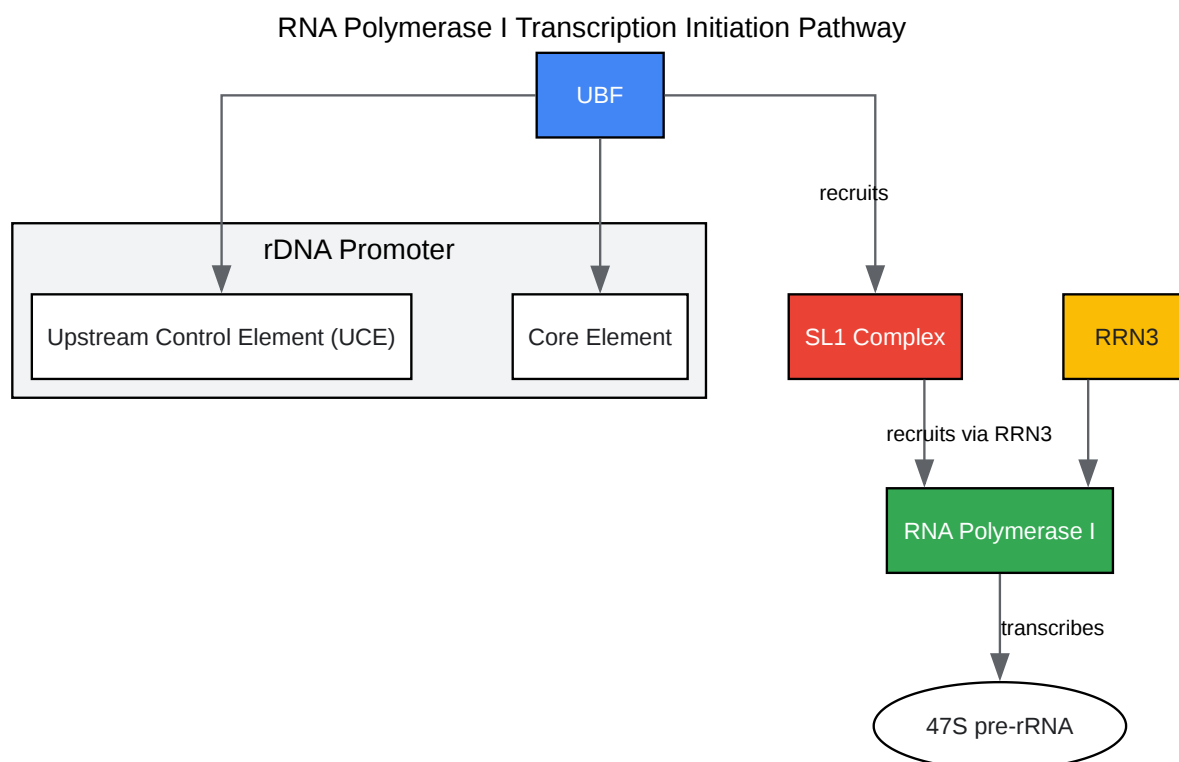 RNA Polymerase I Transcription Initiation Pathway
UBF
recruits
rDNA Promoter
Upstream Control Element (UCE)
Core Element
SL1 Complex
RRN3
recruits via RRN3
RNA Polymerase I
transcribes
47S pre-rRNA